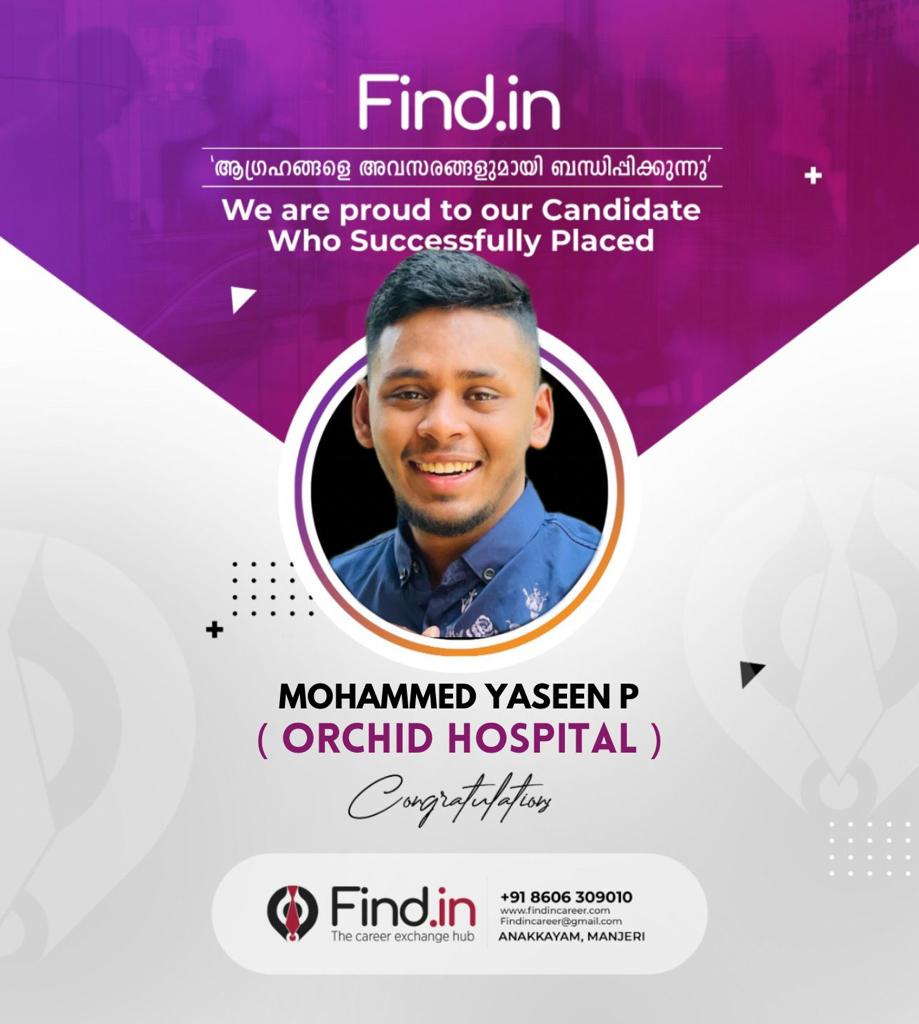 Find.in
'ആഗ്രഹങ്ങളെ അവസരങ്ങളുമായി ബന്ധിപ്പിക്കുന്നു'
We are proud to our Candidate
Who Successfully Placed
MOHAMMED YASEEN P
( ORCHID HOSPITAL )
Congratulations
Find.in
The career exchange hub
+91 8606 309010
www.findincareer.com
Findincareer@gmail.com
ANAKKAYAM, MANJERI